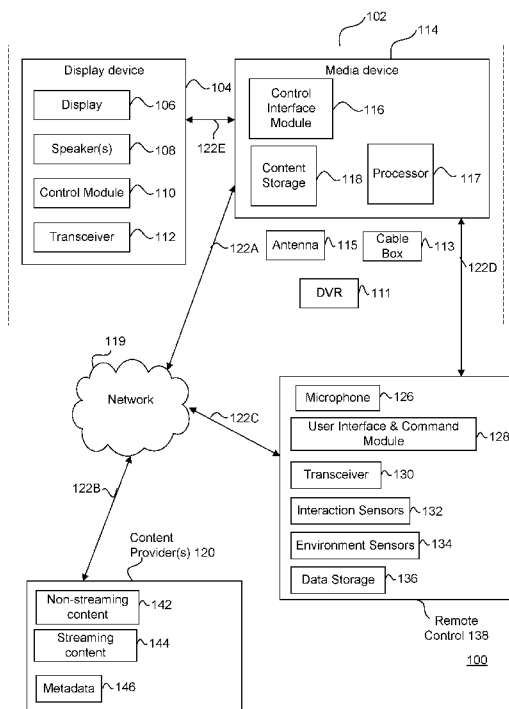 102
114
Display device
104
Display
106
Speaker(s)
108
Control Module
110
Transceiver
112
122E
Media device
Control
Interface
Module
116
Content
Storage
118
Processor
117
122A
Antenna
115
Cable
Box
113
DVR
111
122D
119
Network
122C
122B
Microphone
126
User Interface & Command
Module
128
Transceiver
130
Interaction Sensors
132
Environment Sensors
134
Data Storage
136
Remote
Control 138
Content
Provider(s) 120
Non-streaming
content
142
Streaming
content
144
Metadata
146
100